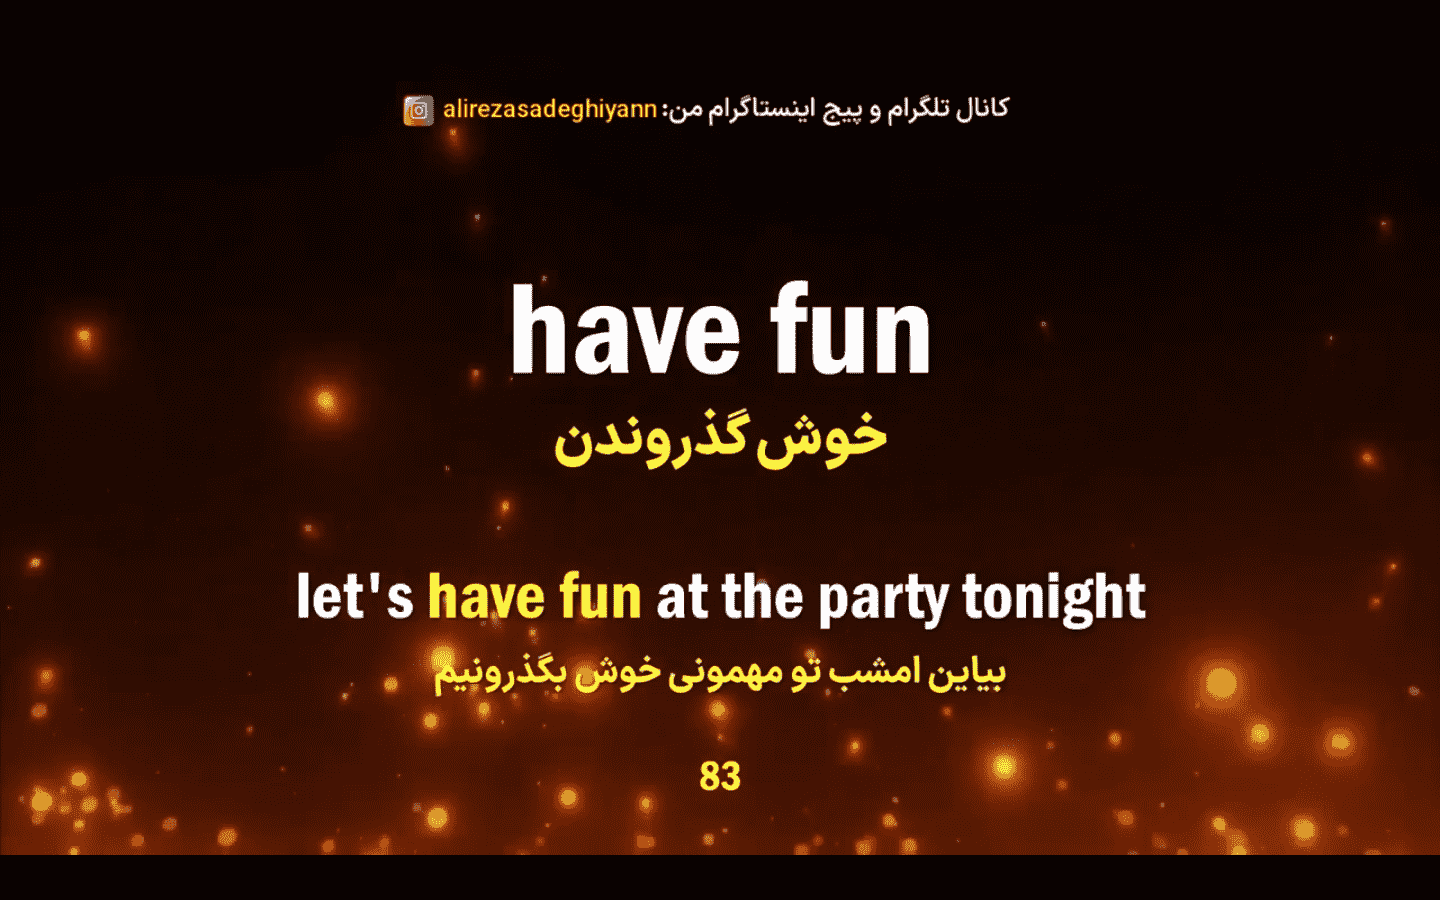 کانال تلگرام و پیج اینستاگرام من: alirezasadeghiyann
have fun
خوش گذروندن
let's have fun at the party tonight
بیاین امشب تو مهمونی خوش بگذرونیم
83